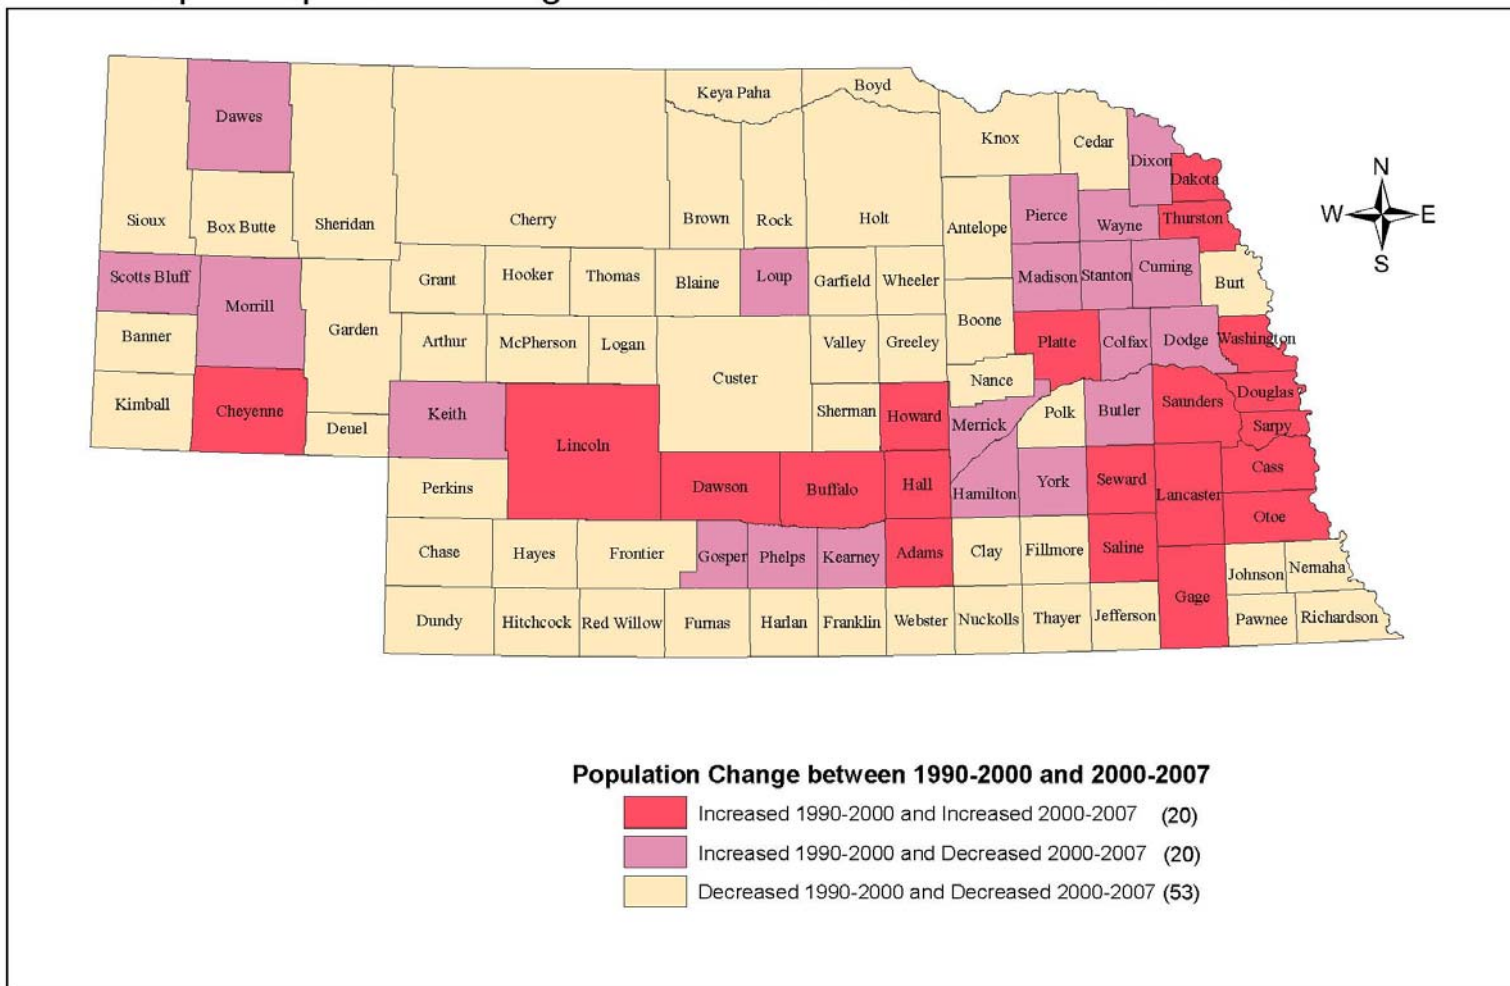 Keya Paha
Boyd
Dawes
Knox
Cedar
Dixon
Dakota
N
W E
S
Sioux
Box Butte
Sheridan
Cherry
Brown
Rock
Holt
Antelope
Pierce
Wayne
Thurston
Scotts Bluff
Morrill
Grant
Hooker
Thomas
Blaine
Loup
Garfield
Wheeler
Madison
Stanton
Cuming
Burt
Banner
Garden
Arthur
McPherson
Logan
Custer
Valley
Greeley
Boone
Platte
Colfax
Dodge
Washington
Kimball
Cheyenne
Deuel
Keith
Lincoln
Sherman
Howard
Nance
Merrick
Polk
Butler
Saunders
Douglas
Sarpy
Perkins
Dawson
Buffalo
Hall
Hamilton
York
Seward
Lancaster
Cass
Otoe
Chase
Hayes
Frontier
Gosper
Phelps
Kearney
Adams
Clay
Fillmore
Saline
Gage
Johnson
Nemaha
Dundy
Hitchcock
Red Willow
Furnas
Harlan
Franklin
Webster
Nuckolls
Thayer
Jefferson
Pawnee
Richardson
Population Change between 1990-2000 and 2000-2007
Increased 1990-2000 and Increased 2000-2007 (20)
Increased 1990-2000 and Decreased 2000-2007 (20)
Decreased 1990-2000 and Decreased 2000-2007 (53)